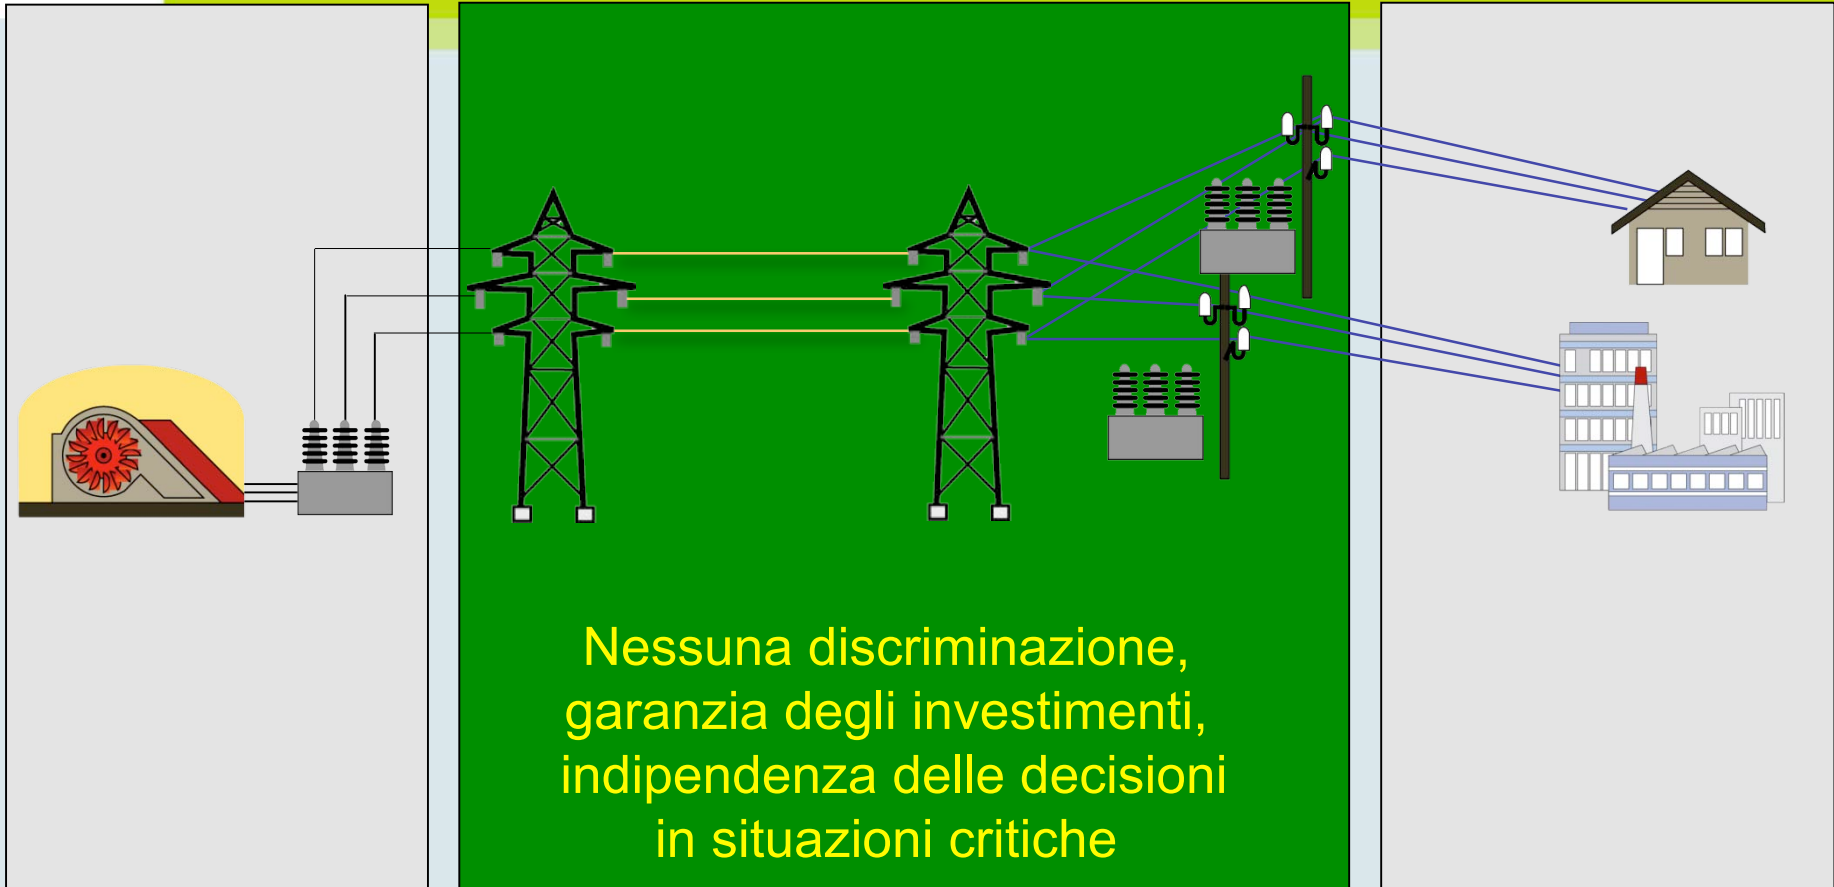 Nessuna discriminazione,
garanzia degli investimenti,
indipendenza delle decisioni
in situazioni critiche